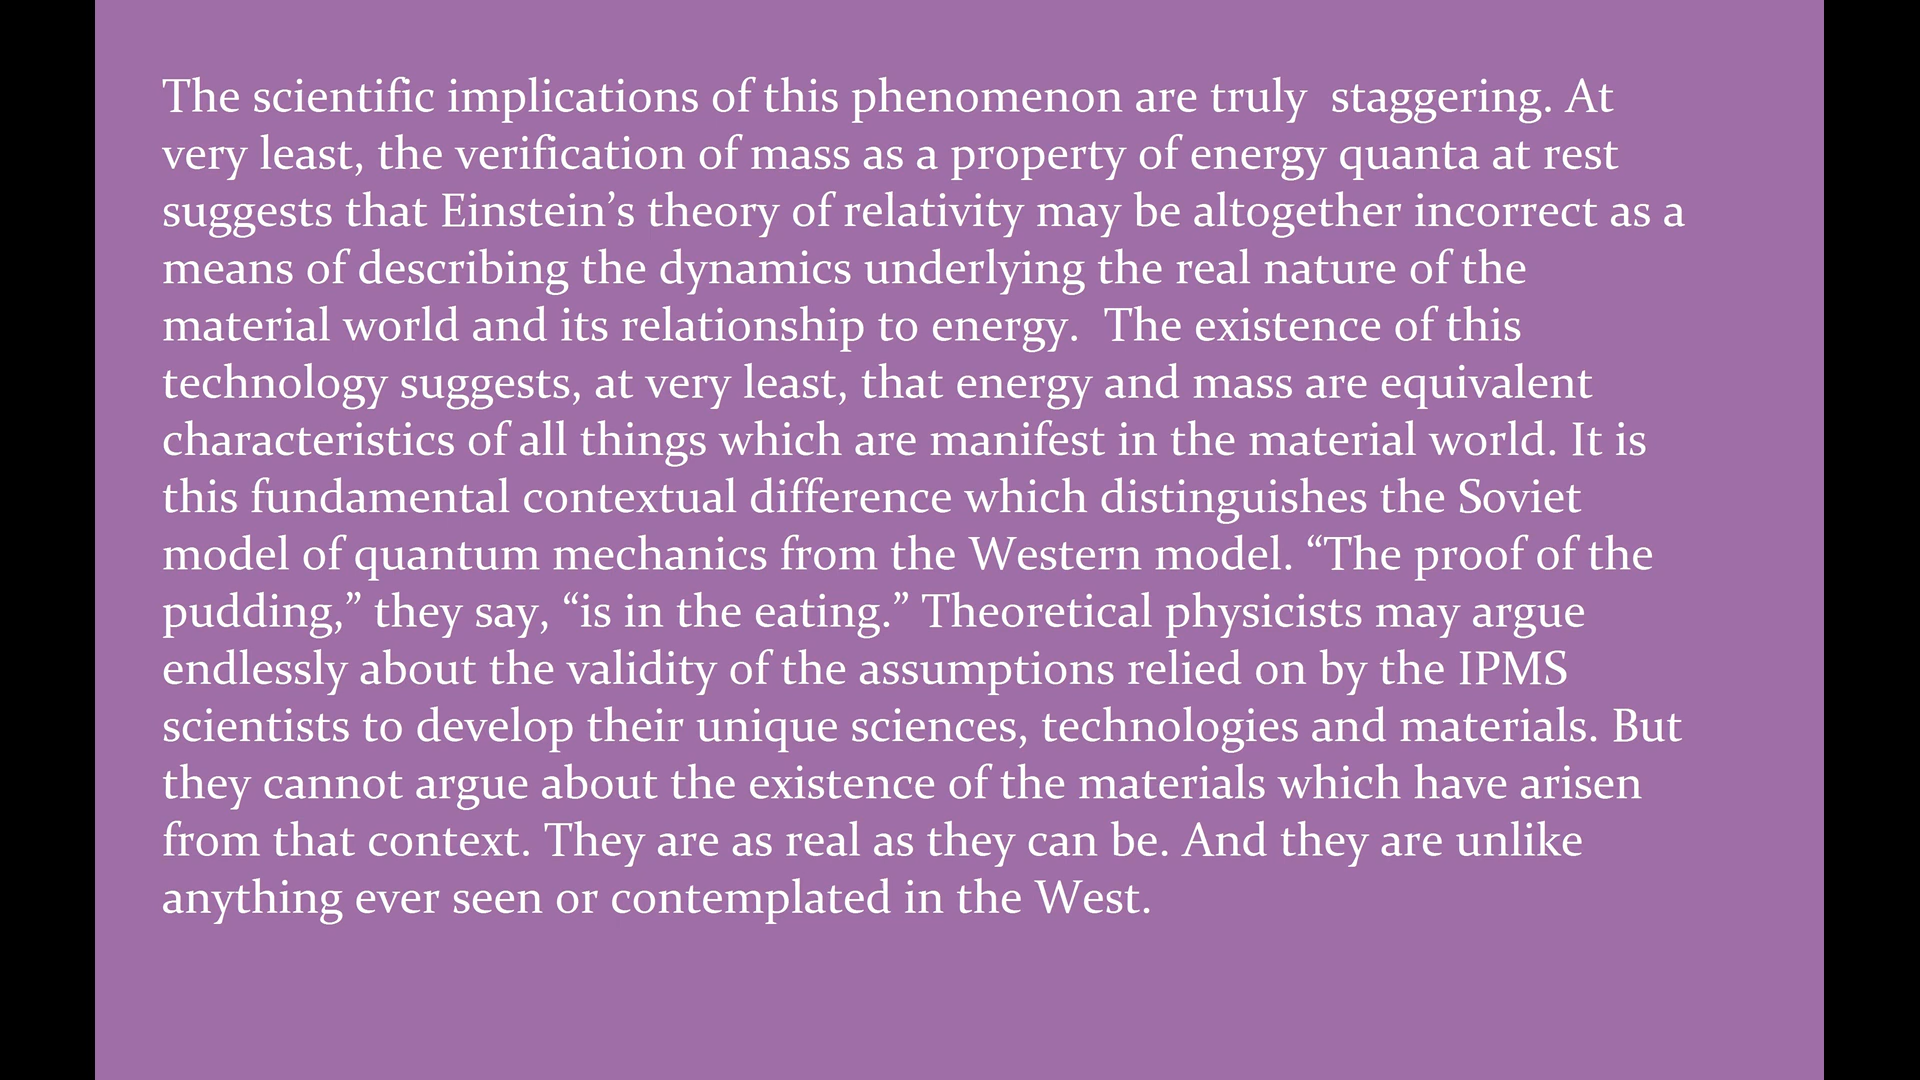 The scientific implications of this phenomenon are truly  staggering. At
very least, the verification of mass as a property of energy quanta at rest
suggests that Einstein’s theory of relativity may be altogether incorrect as a
means of describing the dynamics underlying the real nature of the
material world and its relationship to energy.  The existence of this
technology suggests, at very least, that energy and mass are equivalent
characteristics of all things which are manifest in the material world. It is
this fundamental contextual difference which distinguishes the Soviet
model of quantum mechanics from the Western model. “The proof of the
pudding,” they say, “is in the eating.” Theoretical physicists may argue
endlessly about the validity of the assumptions relied on by the IPMS
scientists to develop their unique sciences, technologies and materials. But
they cannot argue about the existence of the materials which have arisen
from that context. They are as real as they can be. And they are unlike
anything ever seen or contemplated in the West.